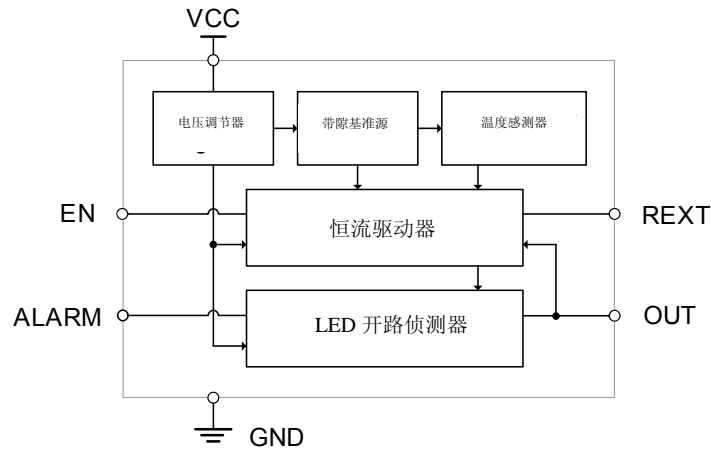 VCC
电压调节器
带隙基准源
温度感测器
EN
恒流驱动器
REXT
ALARM
LED 开路侦测器
OUT
GND